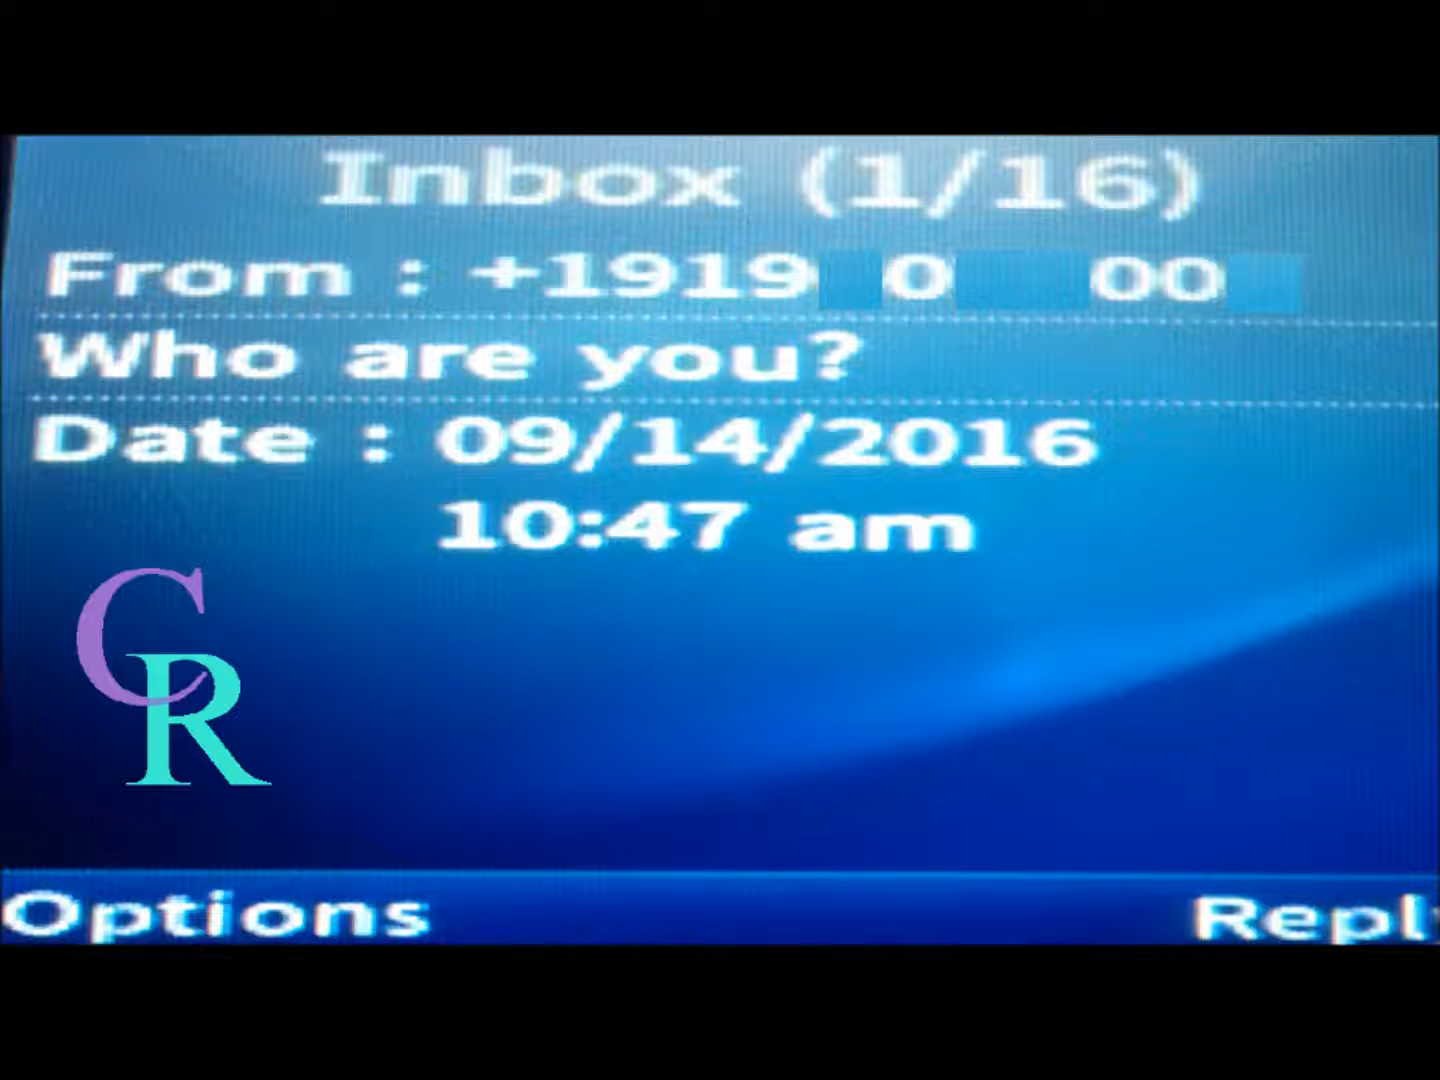 Inbox (1/16)
From : +1919 0 00
Who are you?
Date : 09/14/2016
10:47 am
CR
Options
Repl